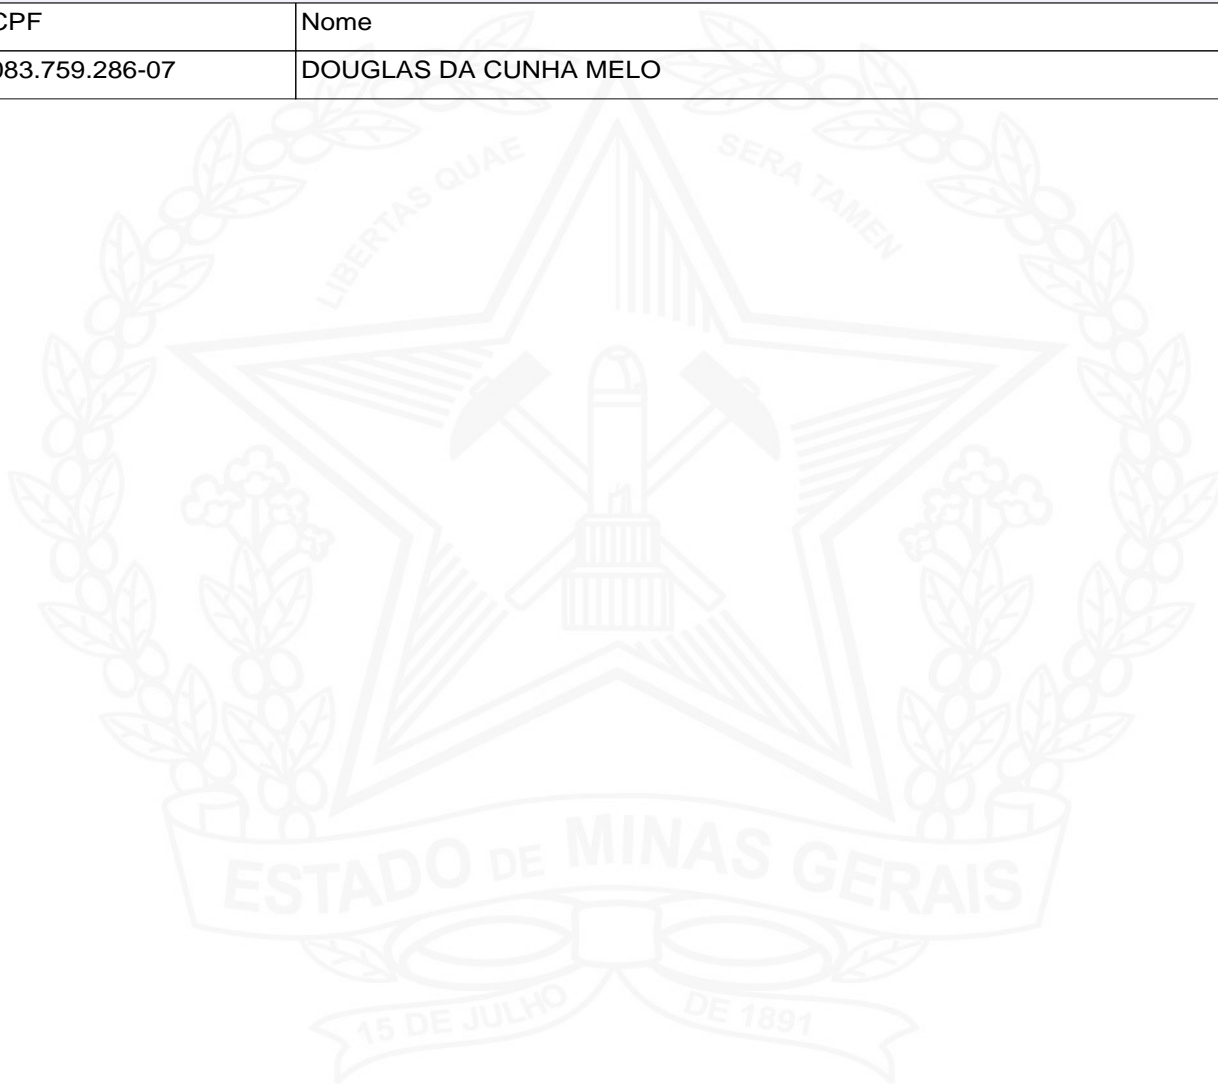 CPF Nome
083.759.286-07 DOUGLAS DA CUNHA MELO
LIBERTAS QUAE SERA TAMEN
ESTADO DE MINAS GERAIS
15 DE JULHO DE 1891